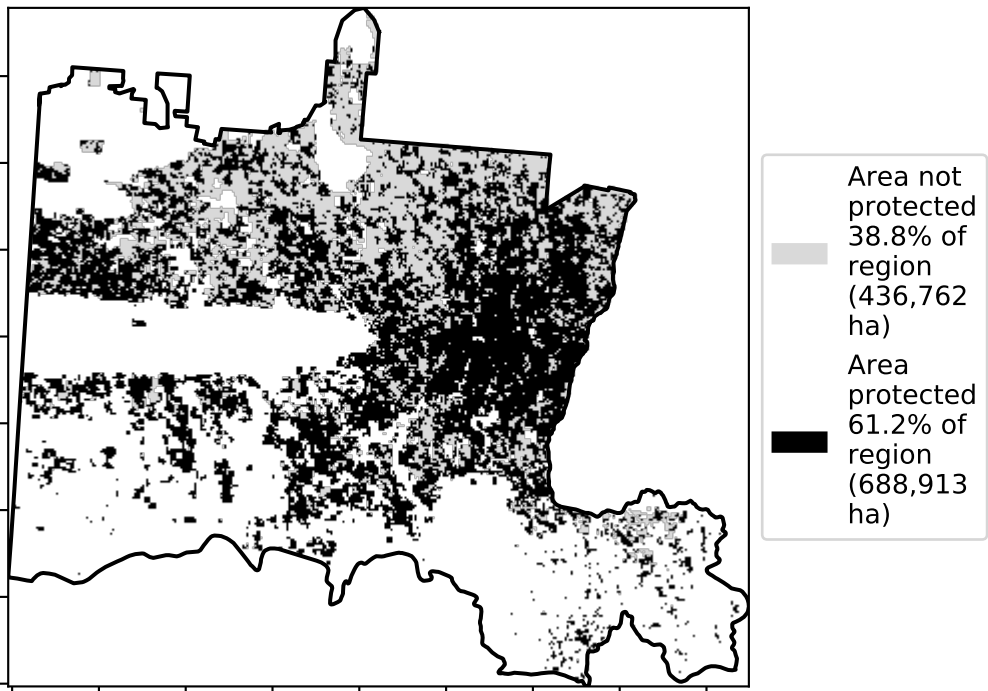 Area not
protected
38.8% of
region
(436,762
ha)
Area
protected
61.2% of
region
(688,913
ha)